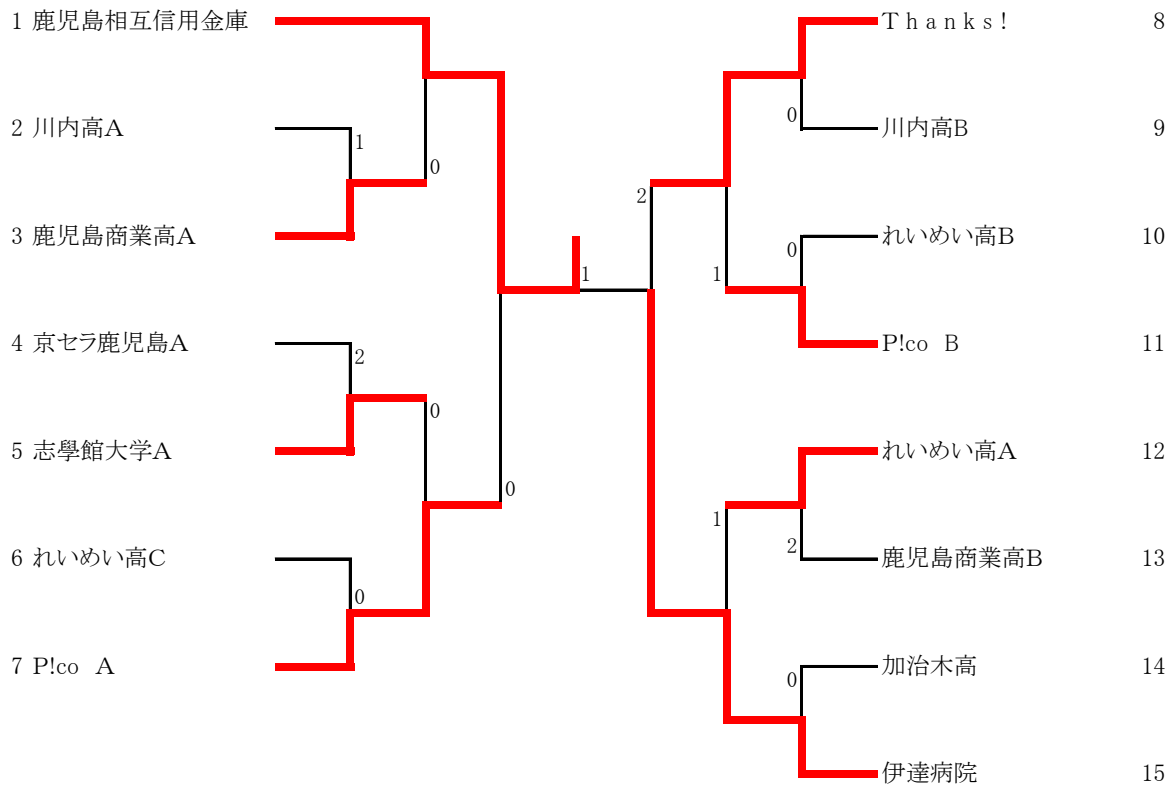 1 鹿児島相互信用金庫
2 川内高A
3 鹿児島商業高A
4 京セラ鹿児島A
5 志學館大学A
6 れいめい高C
7 P!co A
1
0
2
0
0
0
1
2
0
0
1
1
2
0
Thanks! 8
川内高B 9
れいめい高B 10
P!co B 11
れいめい高A 12
鹿児島商業高B 13
加治木高 14
伊達病院 15